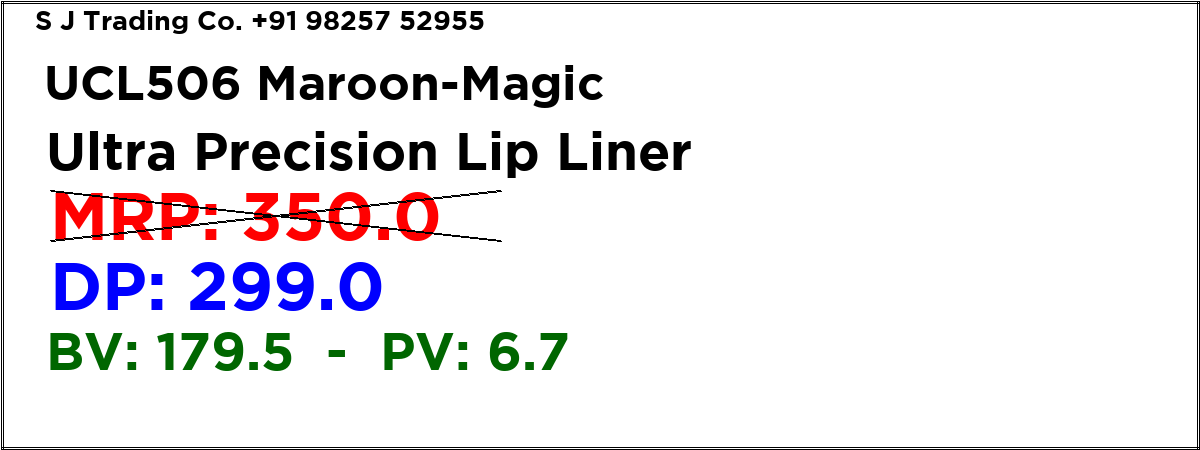 S J Trading Co. +91 98257 52955
UCL506 Maroon-Magic
Ultra Precision Lip Liner
MRP: 350.0
DP: 299.0
BV: 179.5 - PV: 6.7